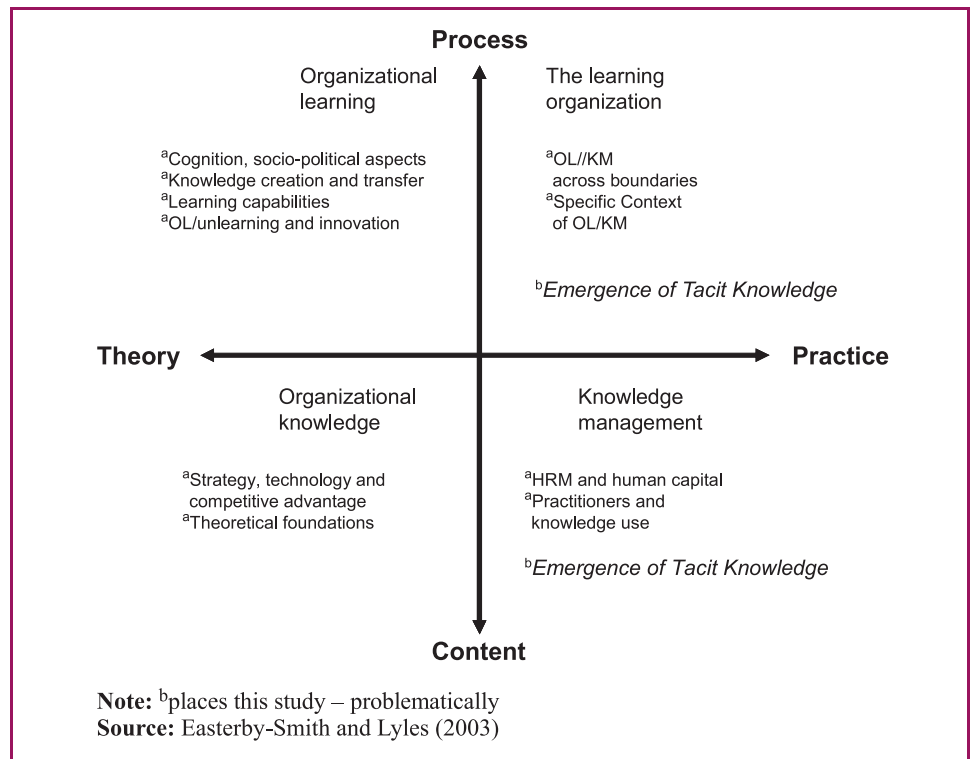 Process
Organizational
learning
ᵃCognition, socio-political aspects
ᵃKnowledge creation and transfer
ᵃLearning capabilities
ᵃOL/unlearning and innovation
The learning
organization
ᵃOL//KM
across boundaries
ᵃSpecific Context
of OL/KM
ᵇEmergence of Tacit Knowledge
Theory
Practice
Organizational
knowledge
ᵃStrategy, technology and
competitive advantage
ᵃTheoretical foundations
Knowledge
management
ᵃHRM and human capital
ᵃPractitioners and
knowledge use
ᵇEmergence of Tacit Knowledge
Content
Note: ᵇplaces this study – problematically
Source: Easterby-Smith and Lyles (2003)